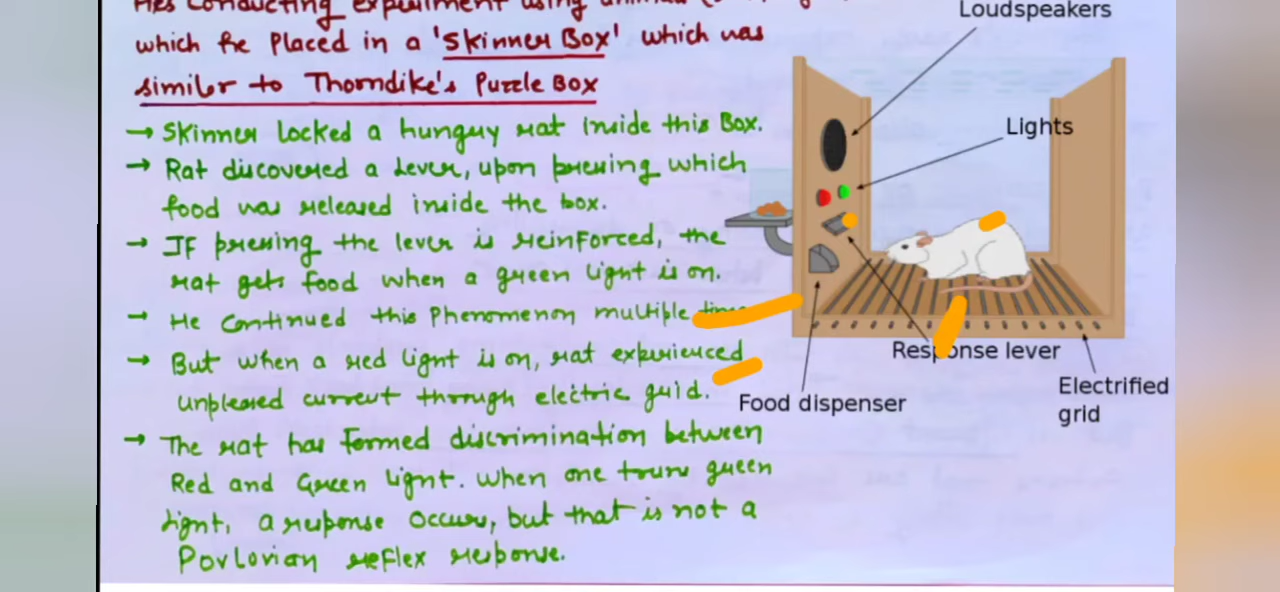 which he Placed in a 'Skinner Box' which was
similar to Thorndike's Puzzle Box
→ Skinner locked a hungry rat inside this Box.
→ Rat discovered a Lever, upon pressing which
food was released inside the box.
→ IF pressing the lever is reinforced, the
rat gets food when a green light is on.
→ He continued this Phenomenon multiple
→ But when a red light is on, rat experienced
unpleased current through electric grid.
→ The rat has formed discrimination between
Red and Green light. When one truns green
light, a response occurs, but that is not a
Pavlovian reflex response.
Loudspeakers
Lights
Response lever
Food dispenser
Electrified
grid